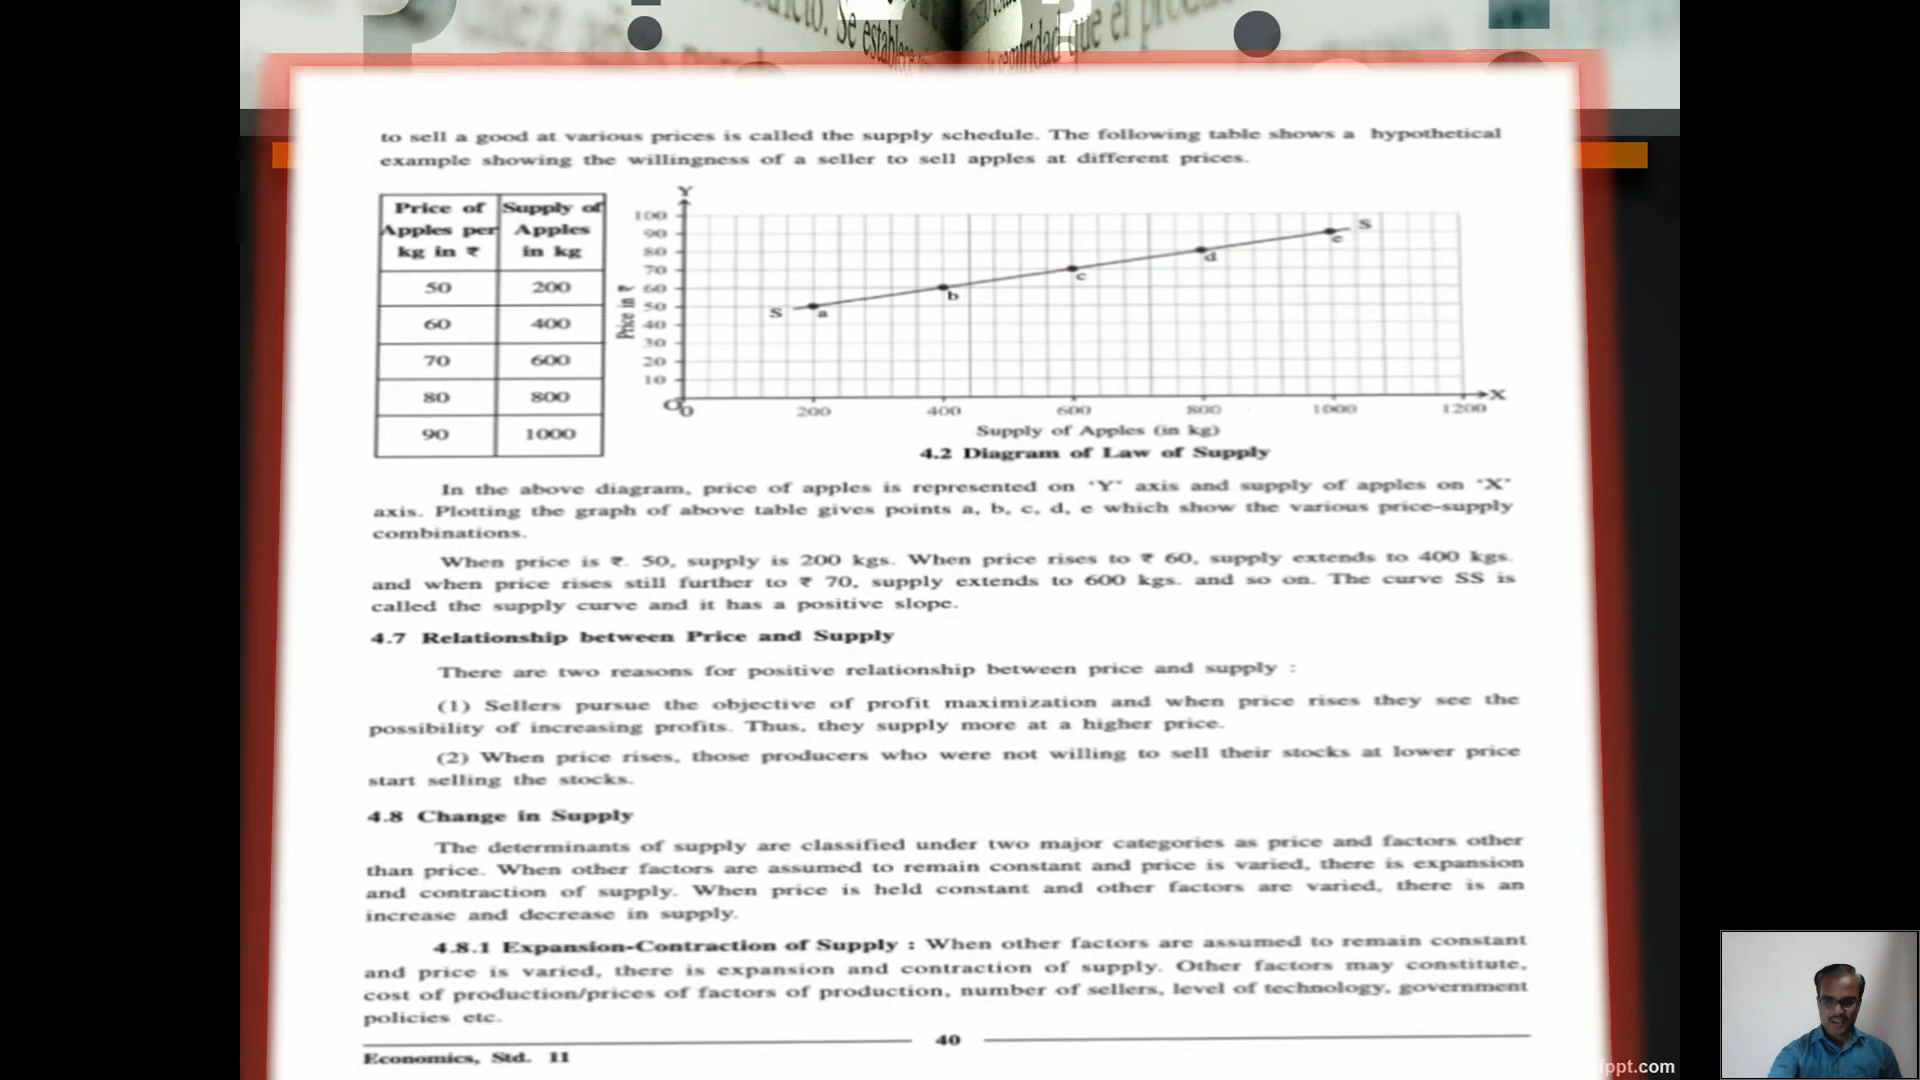 Se establece
que el
to sell a good at various prices is called the supply schedule. The following table shows a hypothetical
example showing the willingness of a seller to sell apples at different prices.
Price of Apples per kg in ₹ Supply of Apples in kg
50 200
60 400
70 600
80 800
90 1000
Y
100
90
80
70
60
50
40
30
20
10
Price in ₹
S a b c d e S
O 0 200 400 600 800 1000 1200 X
Supply of Apples (in kg)
4.2 Diagram of Law of Supply
In the above diagram, price of apples is represented on 'Y' axis and supply of apples on 'X'
axis. Plotting the graph of above table gives points a, b, c, d, e which show the various price-supply
combinations.
When price is ₹. 50, supply is 200 kgs. When price rises to ₹ 60, supply extends to 400 kgs.
and when price rises still further to ₹ 70, supply extends to 600 kgs. and so on. The curve SS is
called the supply curve and it has a positive slope.
4.7 Relationship between Price and Supply
There are two reasons for positive relationship between price and supply :
(1) Sellers pursue the objective of profit maximization and when price rises they see the
possibility of increasing profits. Thus, they supply more at a higher price.
(2) When price rises, those producers who were not willing to sell their stocks at lower price
start selling the stocks.
4.8 Change in Supply
The determinants of supply are classified under two major categories as price and factors other
than price. When other factors are assumed to remain constant and price is varied, there is expansion
and contraction of supply. When price is held constant and other factors are varied, there is an
increase and decrease in supply.
4.8.1 Expansion-Contraction of Supply : When other factors are assumed to remain constant
and price is varied, there is expansion and contraction of supply. Other factors may constitute,
cost of production/prices of factors of production, number of sellers, level of technology, government
policies etc.
40
Economics, Std. 11
fppt.com